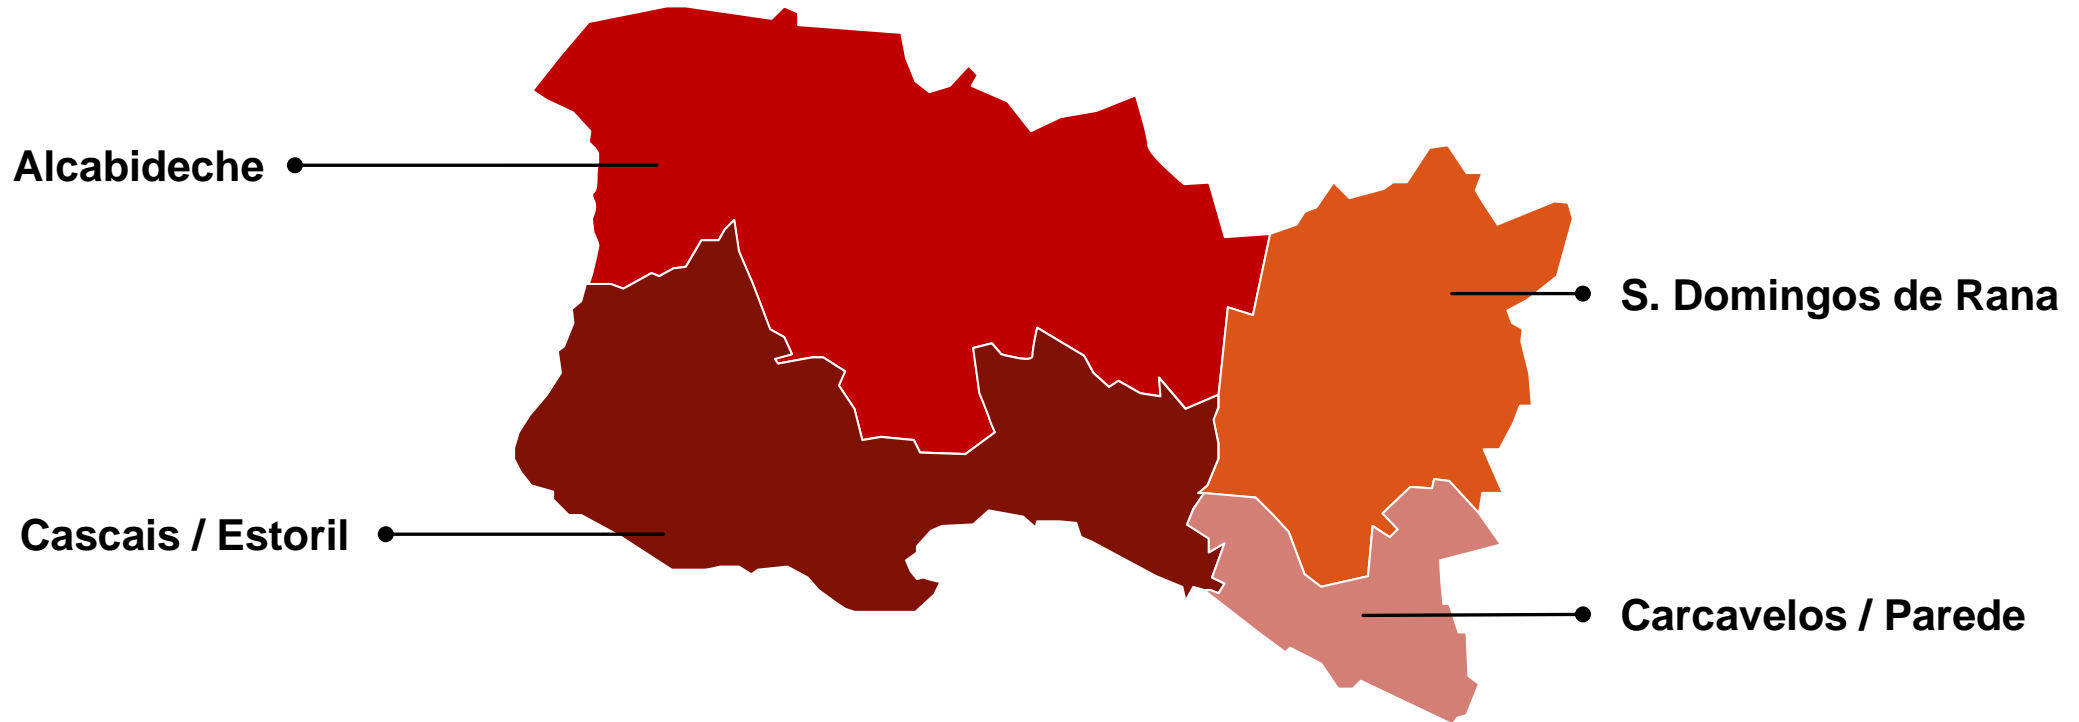 Alcabideche
S. Domingos de Rana
Cascais / Estoril
Carcavelos / Parede